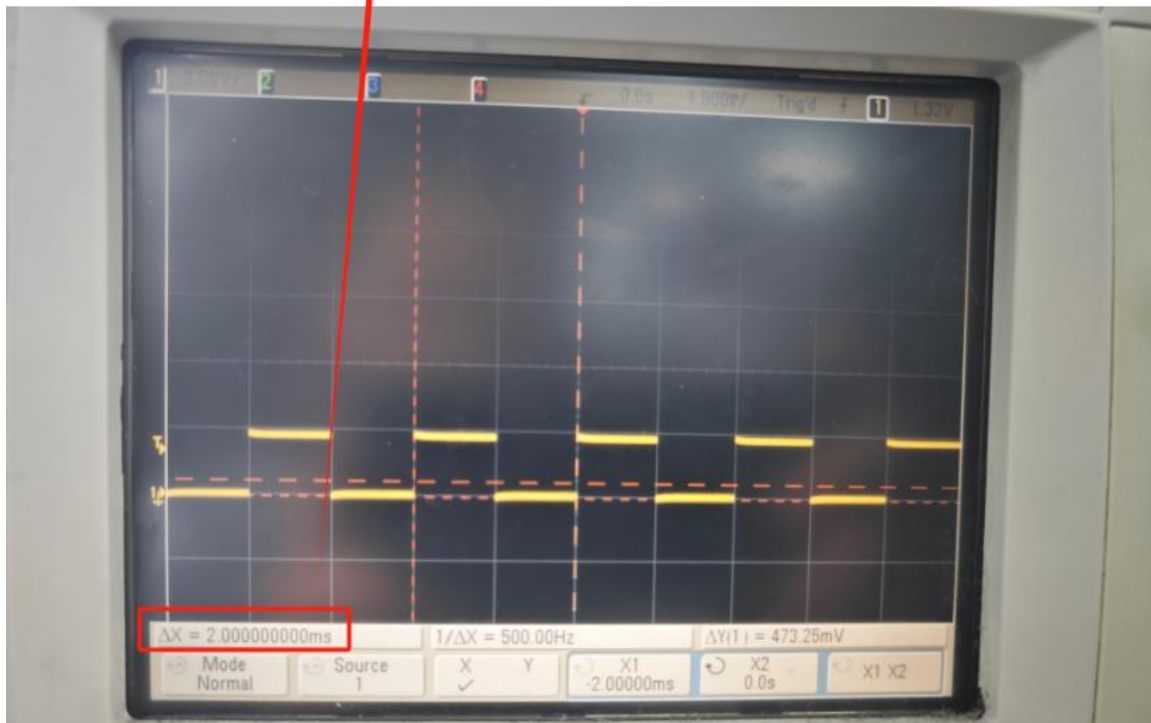 1 2 3 4 0.0s 1.000㎳/ Trig'd 1 1.32V
ΔX = 2.000000000ms 1/ΔX = 500.00Hz ΔY(1) = 473.25mV
Mode Source X Y X1 X2 X1 X2
Normal 1 ✓ -2.00000ms 0.0s